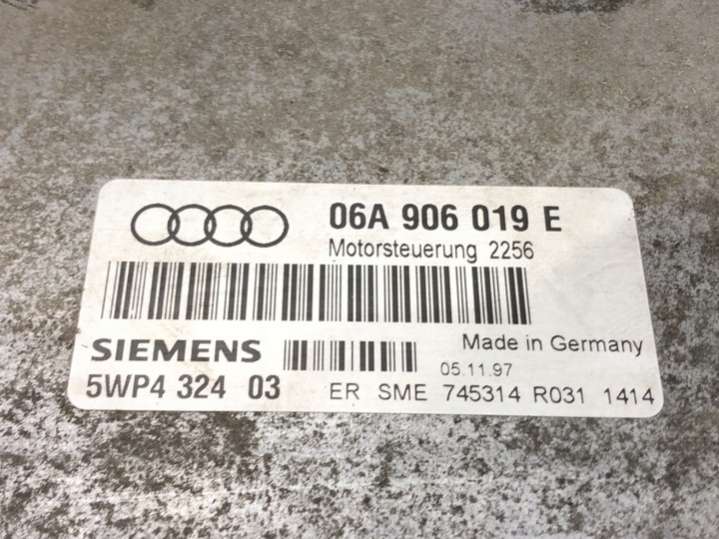 06A 906 019 E
Motorsteuerung 2256
SIEMENS
Made in Germany
05.11.97
5WP4 324 03
ER SME 745314 R031 1414